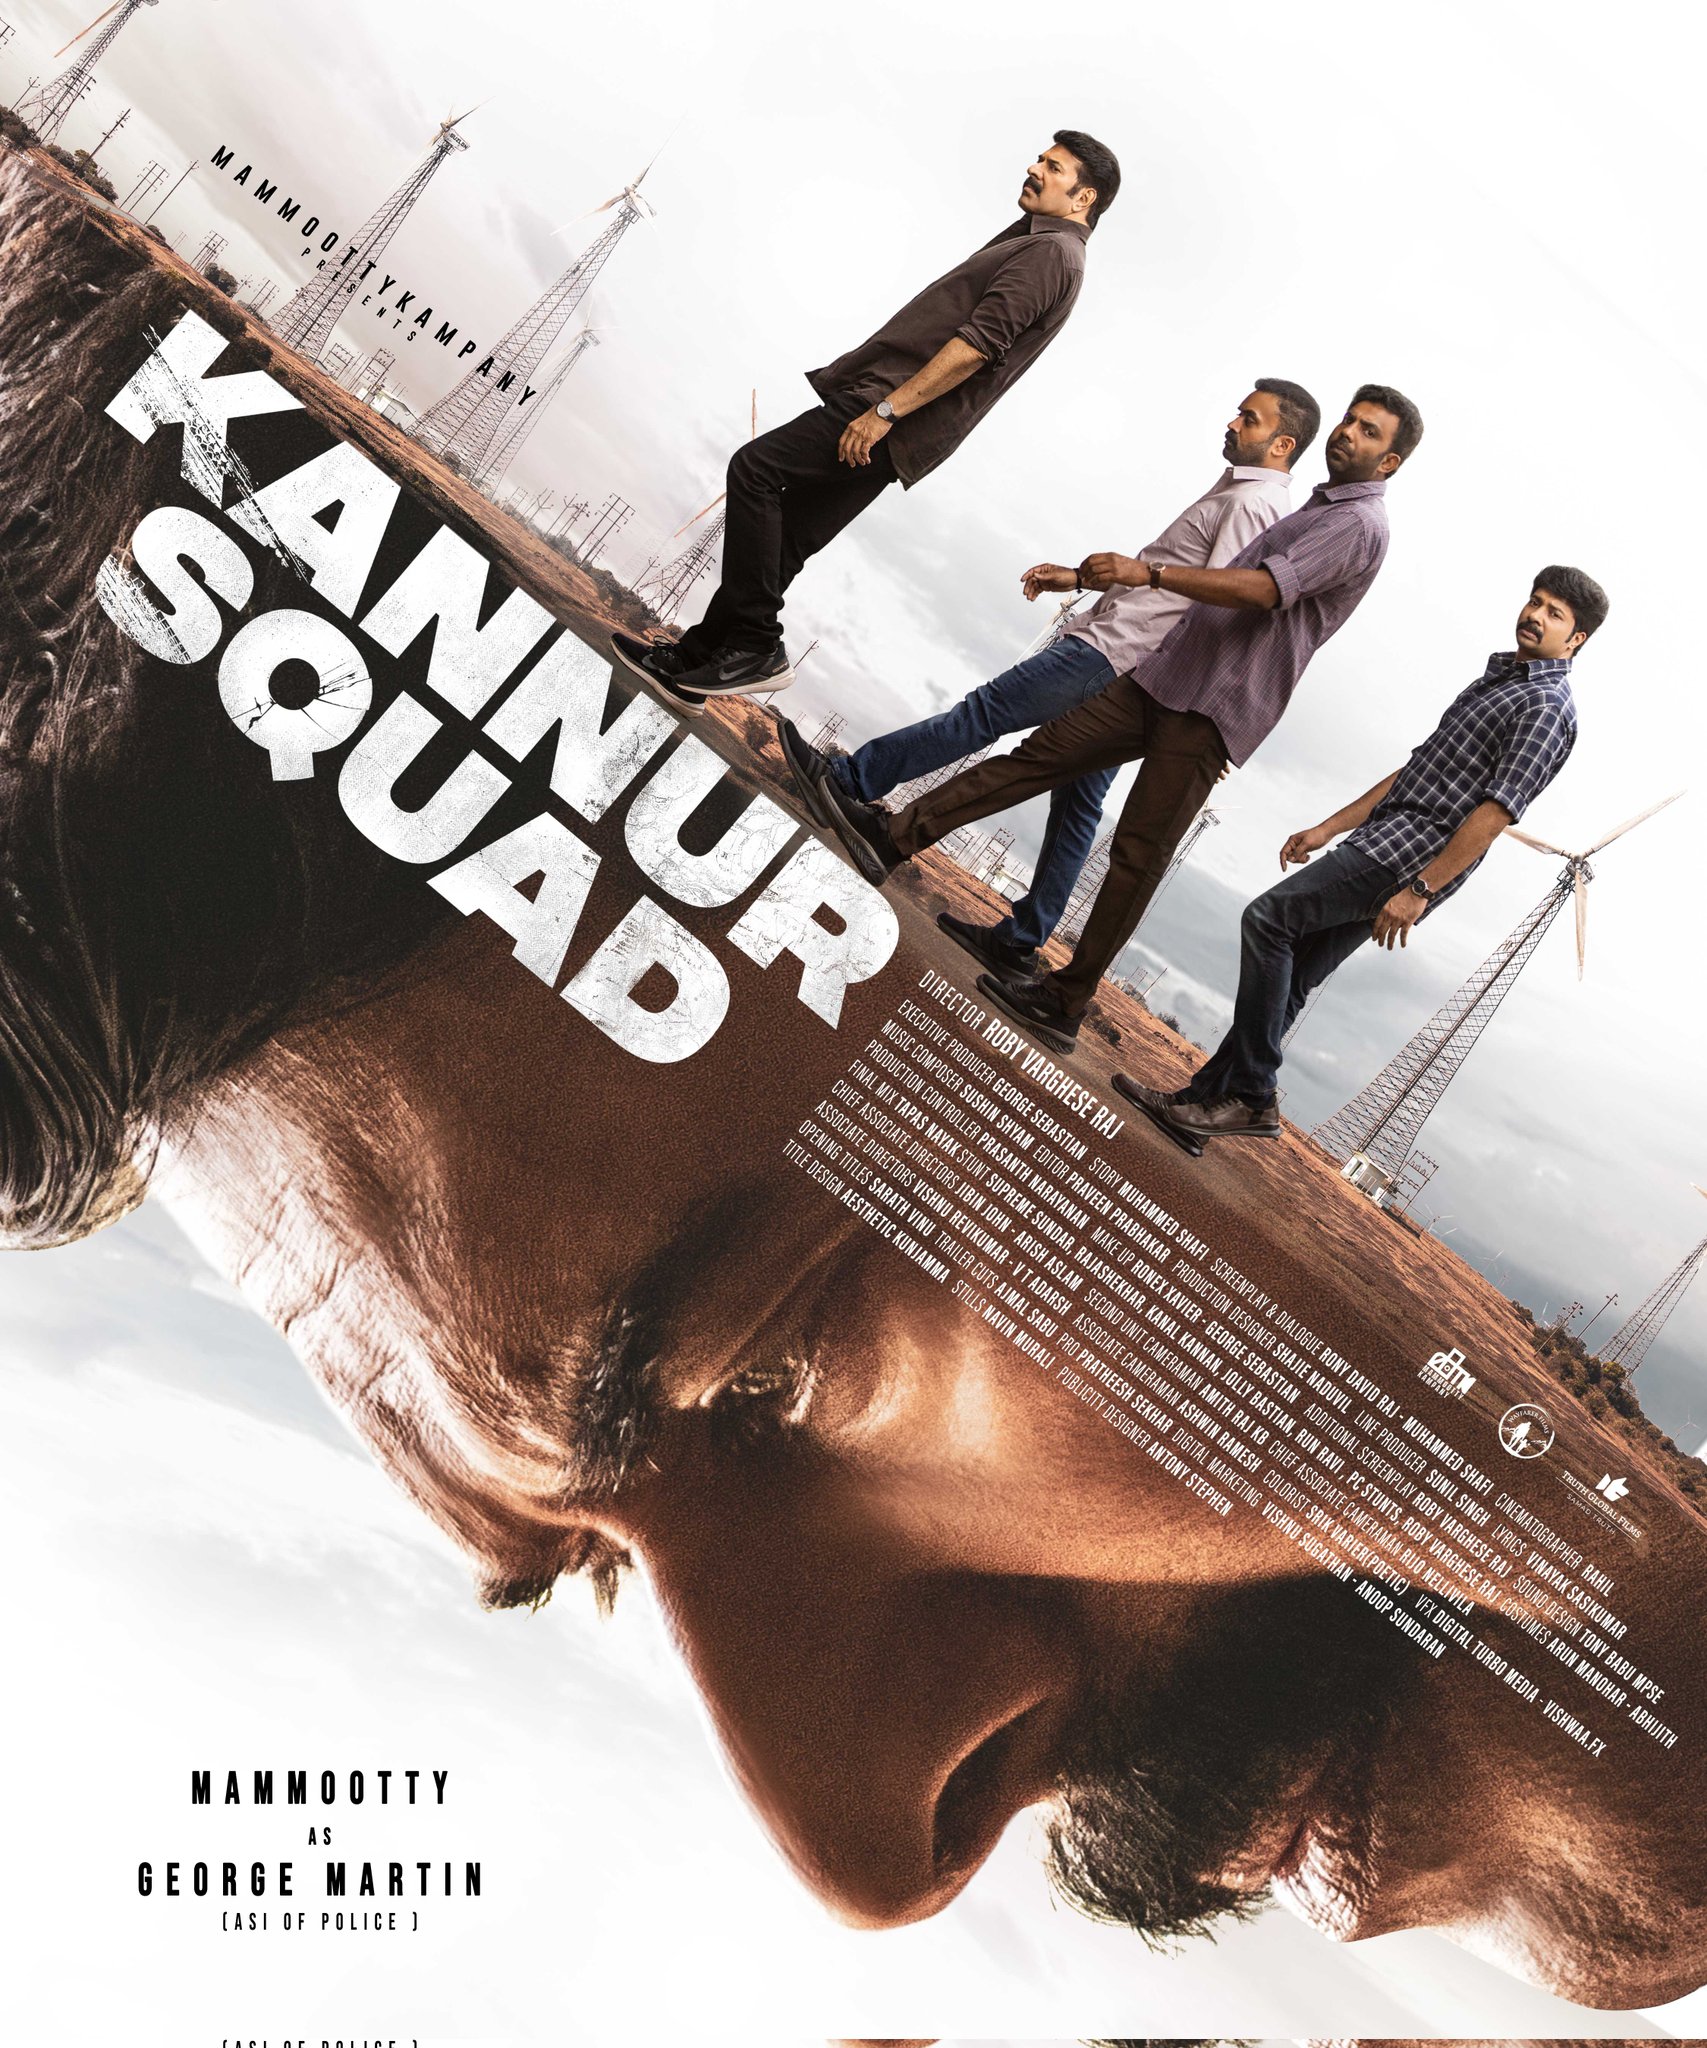 MAMMOOTTYKAMPANY
PRESENTS
KANNUR
SQUAD
DIRECTOR ROBY VARGHESE RAJ
EXECUTIVE PRODUCER GEORGE SEBASTIAN STORY MUHAMMED SHAFI SCREENPLAY & DIALOGUE RONY DAVID RAJ - MUHAMMED SHAFI CINEMATOGRAPHER RAHIL
MUSIC COMPOSER SUSHIN SHYAM EDITOR PRAVEEN PRABHAKAR PRODUCTION DESIGNER SHAJIE NADUVIL LINE PRODUCER SUNIL SINGH LYRICS VINAYAK SASIKUMAR
PRODUCTION CONTROLLER PRASANTH NARAYANAN MAKE UP RONEX XAVIER - GEORGE SEBASTIAN ADDITIONAL SCREENPLAY ROBY VARGHESE RAJ SOUND DESIGN TONY BABU MPSE
FINAL MIX TAPAS NAYAK STUNT SUPREME SUNDAR, RAJASHEKHAR, KANAL KANNAN, JOLLY BASTIAN, RUN RAVI, PC STUNTS, ROBY VARGHESE RAJ COSTUMES ARUN MANOHAR - ABHIJITH
CHIEF ASSOCIATE DIRECTORS JIBIN JOHN - ARISH ASLAM SECOND UNIT CAMERAMAN AMITH RAJ KB CHIEF ASSOCIATE CAMERAMAN RIJO NELLIVILA
ASSOCIATE DIRECTORS VISHNU REVIKUMAR - V T ADARSH ASSOCIATE CAMERAMAN ASHWIN RAMESH COLORIST SRIK VARIER(POETIC) VFX DIGITAL TURBO MEDIA - VISHWAA.FX
OPENING TITLES SARATH VINU TRAILER CUTS AJMAL SABU PRO PRATHEESH SEKHAR DIGITAL MARKETING VISHNU SUGATHAN - ANOOP SUNDARAN
TITLE DESIGN AESTHETIC KUNJAMMA STILLS NAVIN MURALI PUBLICITY DESIGNER ANTONY STEPHEN
MAMMOOTTY
KAMPANY
WAYFARER FILMS
TRUTH GLOBAL FILMS
SAMAD TRUTH
MAMMOOTTY
AS
GEORGE MARTIN
(ASI OF POLICE )